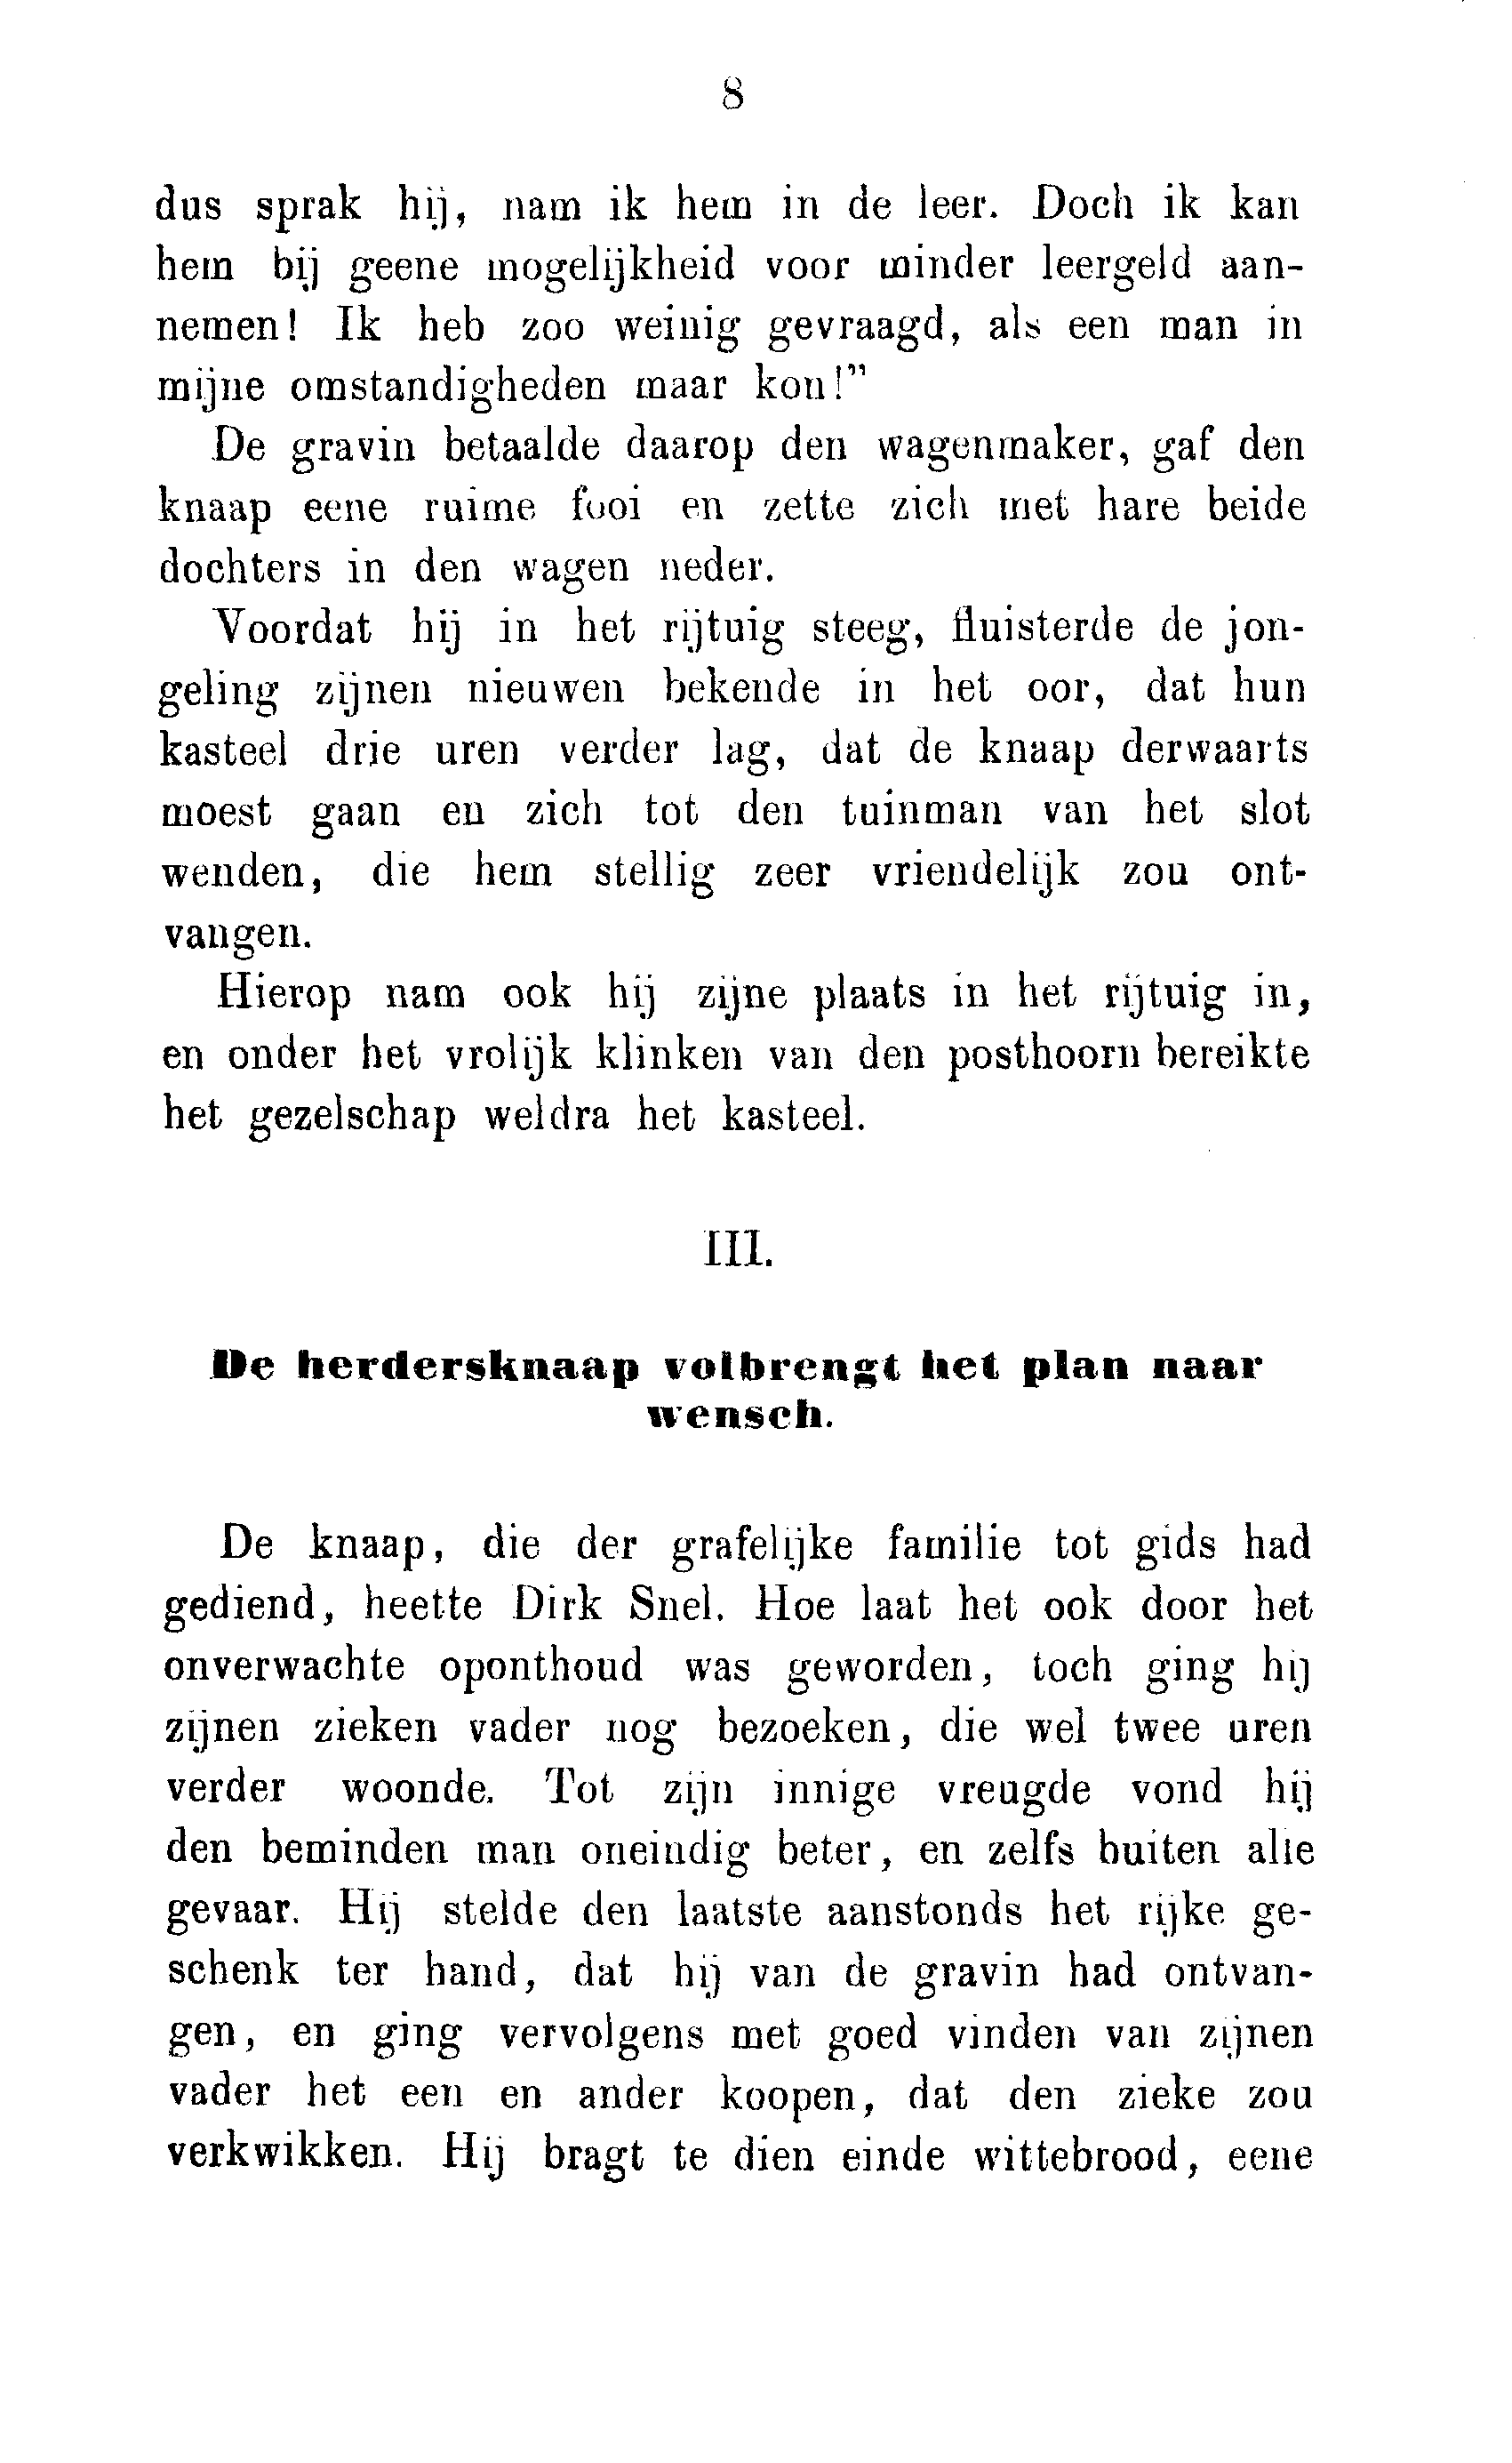 8
dus sprak hij, nam ik hem in de leer. Doch ik kan
hem bij geene mogelijkheid voor minder leergeld aan-
nemen! Ik heb zoo weinig gevraagd, als een man in
mijne omstandigheden maar kon!"
De gravin betaalde daarop den wagenmaker, gaf den
knaap eene ruime fooi en zette zich met hare beide
dochters in den wagen neder.
Voordat hij in het rijtuig steeg, fluisterde de jon-
geling zijnen nieuwen bekende in het oor, dat hun
kasteel drie uren verder lag, dat de knaap derwaarts
moest gaan en zich tot den tuinman van het slot
wenden, die hem stellig zeer vriendelijk zou ont-
vangen.
Hierop nam ook hij zijne plaats in het rijtuig in,
en onder het vrolijk klinken van den posthoorn bereikte
het gezelschap weldra het kasteel.
III.
De herdersknaap volbrengt het plan naar
wensch.
De knaap, die der grafelijke familie tot gids had
gediend, heette Dirk Snel. Hoe laat het ook door het
onverwachte oponthoud was geworden, toch ging hij
zijnen zieken vader nog bezoeken, die wel twee uren
verder woonde. Tot zijn innige vreugde vond hij
den beminden man oneindig beter, en zelfs buiten alle
gevaar. Hij stelde den laatste aanstonds het rijke ge-
schenk ter hand, dat hij van de gravin had ontvan-
gen, en ging vervolgens met goed vinden van zijnen
vader het een en ander koopen, dat den zieke zou
verkwikken. Hij bragt te dien einde wittebrood, eene